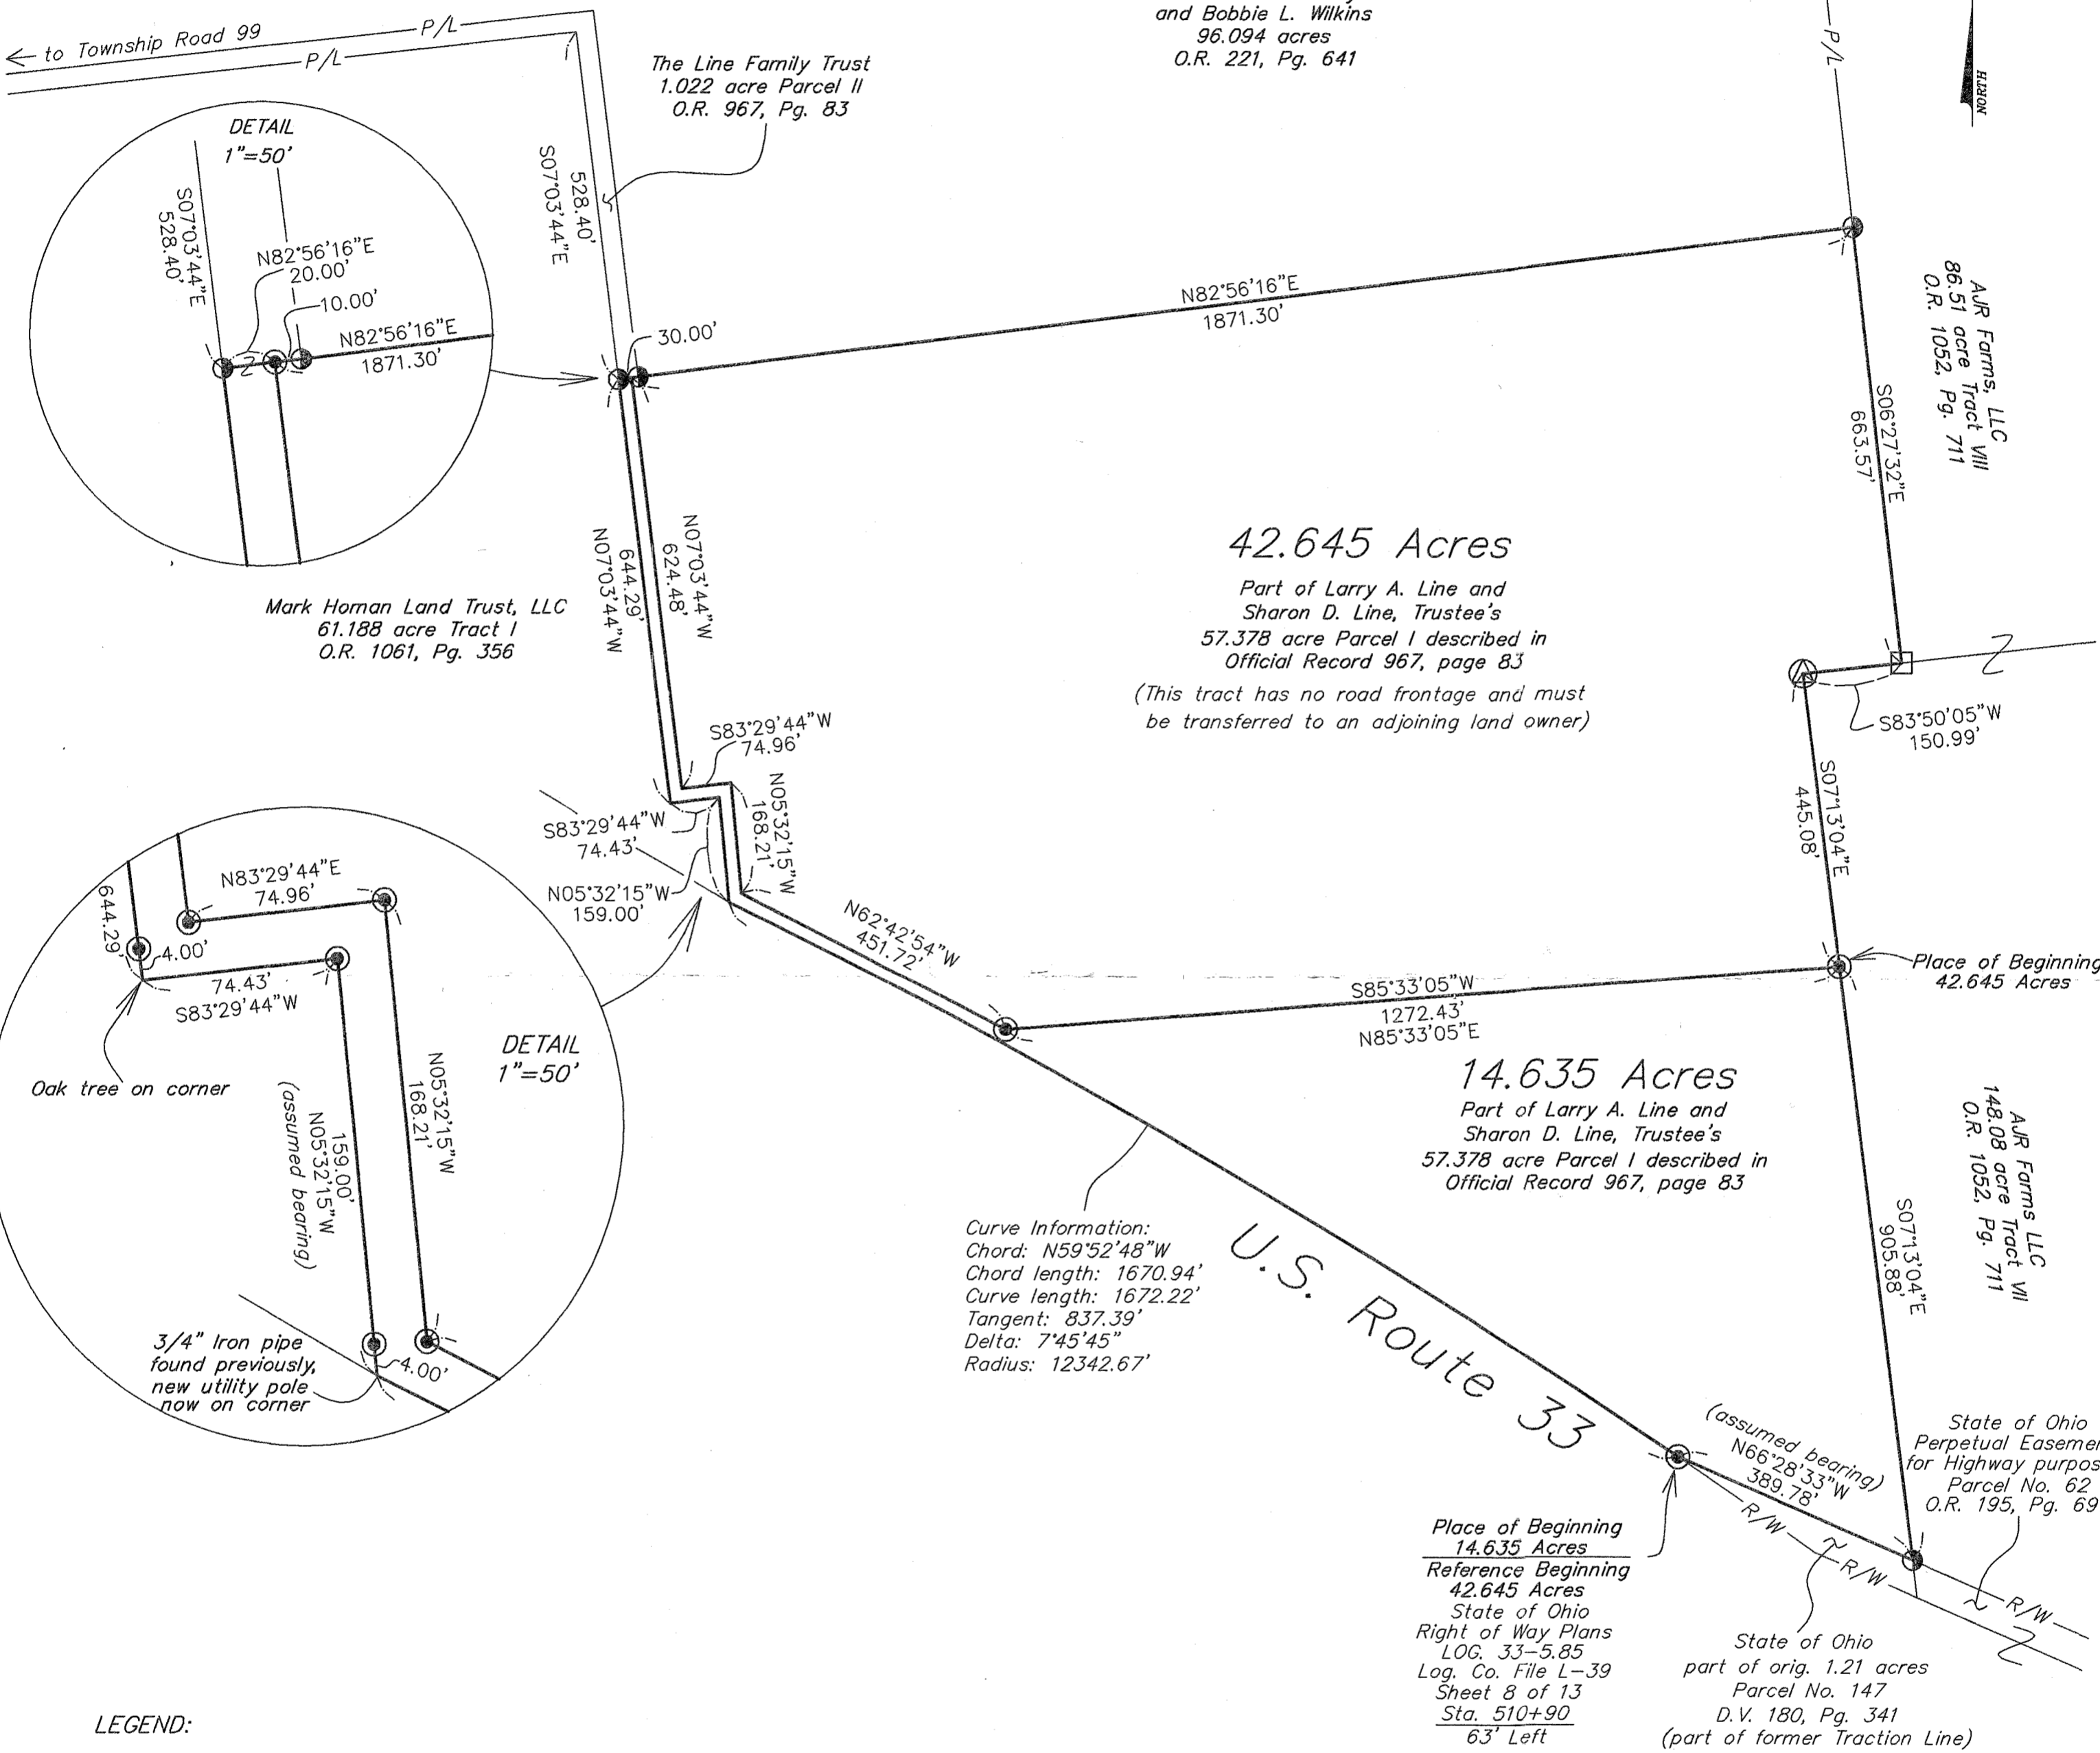 and Bobbie L. Wilkins
96.094 acres
O.R. 221, Pg. 641
P/L
NORTH
← to Township Road 99
P/L
P/L
The Line Family Trust
1.022 acre Parcel II
O.R. 967, Pg. 83
528.40'
S07°03'44"E
DETAIL
1"=50'
S07°03'44"E
528.40'
N82°56'16"E
20.00'
10.00'
N82°56'16"E
1871.30'
30.00'
N82°56'16"E
1871.30'
AJR Farms, LLC
86.51 acre Tract VIII
O.R. 1052, Pg. 711
S06°27'32"E
663.57'
N07°03'44"W
624.48'
644.29'
N07°03'44"W
42.645 Acres
Part of Larry A. Line and
Sharon D. Line, Trustee's
57.378 acre Parcel I described in
Official Record 967, page 83
(This tract has no road frontage and must
be transferred to an adjoining land owner)
Mark Homan Land Trust, LLC
61.188 acre Tract I
O.R. 1061, Pg. 356
S83°50'05"W
150.99'
S07°13'04"E
445.08'
S83°29'44"W
74.96'
N05°32'15"W
168.21'
S83°29'44"W
74.43'
N05°32'15"W
159.00'
N62°42'54"W
451.72'
Place of Beginning
42.645 Acres
S85°33'05"W
1272.43'
N85°33'05"E
N83°29'44"E
74.96'
644.29'
4.00'
74.43'
S83°29'44"W
DETAIL
1"=50'
Oak tree on corner
N05°32'15"W
168.21'
159.00'
N05°32'15"W
(assumed bearing)
3/4" Iron pipe
found previously,
new utility pole
now on corner
4.00'
14.635 Acres
Part of Larry A. Line and
Sharon D. Line, Trustee's
57.378 acre Parcel I described in
Official Record 967, page 83
AJR Farms LLC
148.08 acre Tract VII
O.R. 1052, Pg. 711
S07°13'04"E
905.88'
Curve Information:
Chord: N59°52'48"W
Chord length: 1670.94'
Curve length: 1672.22'
Tangent: 837.39'
Delta: 7°45'45"
Radius: 12342.67'
U.S. Route 33
(assumed bearing)
N66°28'33"W
389.78'
State of Ohio
Perpetual Easeme
for Highway purpos
Parcel No. 62
O.R. 195, Pg. 69
R/W
R/W
R/W
Place of Beginning
14.635 Acres
Reference Beginning
42.645 Acres
State of Ohio
Right of Way Plans
LOG. 33-5.85
Log. Co. File L-39
Sheet 8 of 13
Sta. 510+90
63' Left
State of Ohio
part of orig. 1.21 acres
Parcel No. 147
D.V. 180, Pg. 341
(part of former Traction Line)
LEGEND: